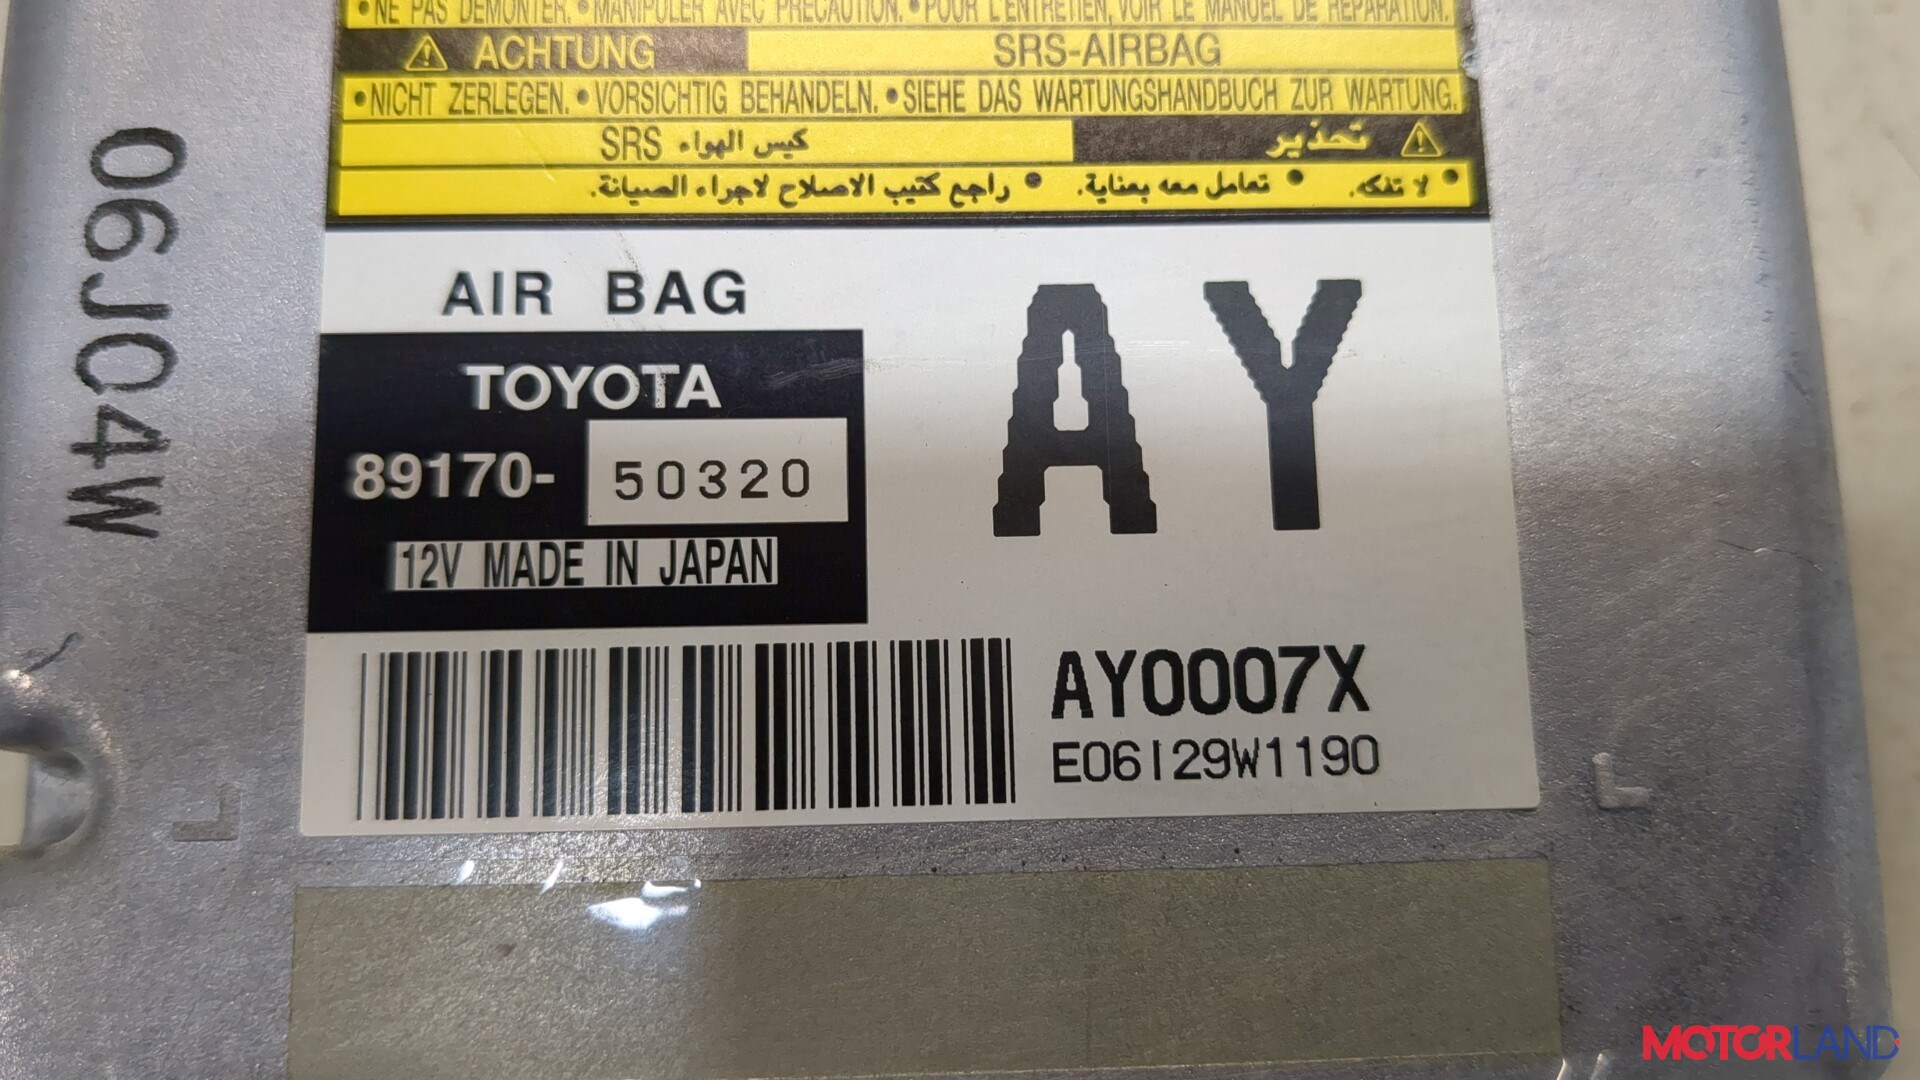 •NE PAS DEMONTER. •MANIPULER AVEC PRECAUTION. •POUR L'ENTRETIEN, VOIR LE MANUEL DE REPARATION.
ACHTUNG SRS-AIRBAG
•NICHT ZERLEGEN. •VORSICHTIG BEHANDELN. •SIEHE DAS WARTUNGSHANDBUCH ZUR WARTUNG.
تحذير كيس الهواء SRS
• لا تفكه. • تعامل معه بعناية. • راجع كتيب الاصلاح لاجراء الصيانة.
AIR BAG
AY
TOYOTA
89170-50320
12V MADE IN JAPAN
AY0007X
E06I29W1190
06J04W
L
L
MOTORLAND